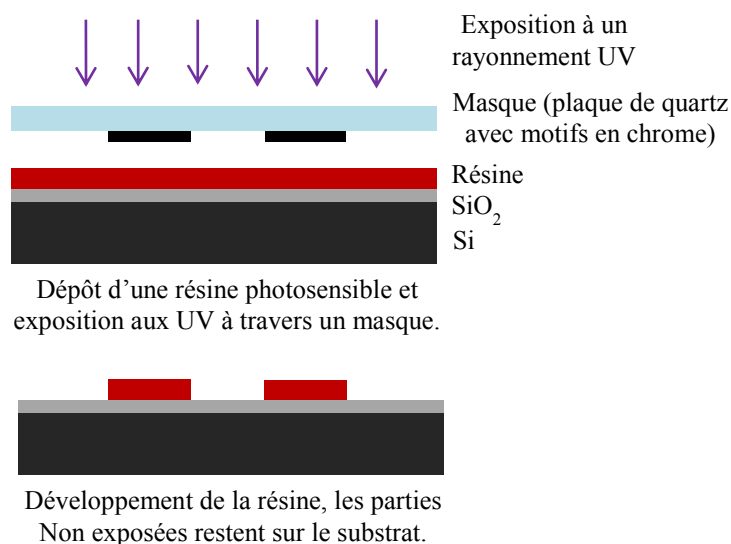 Exposition à un
rayonnement UV
Masque (plaque de quartz
avec motifs en chrome)
Résine
SiO₂
Si
Dépôt d’une résine photosensible et
exposition aux UV à travers un masque.
Développement de la résine, les parties
Non exposées restent sur le substrat.